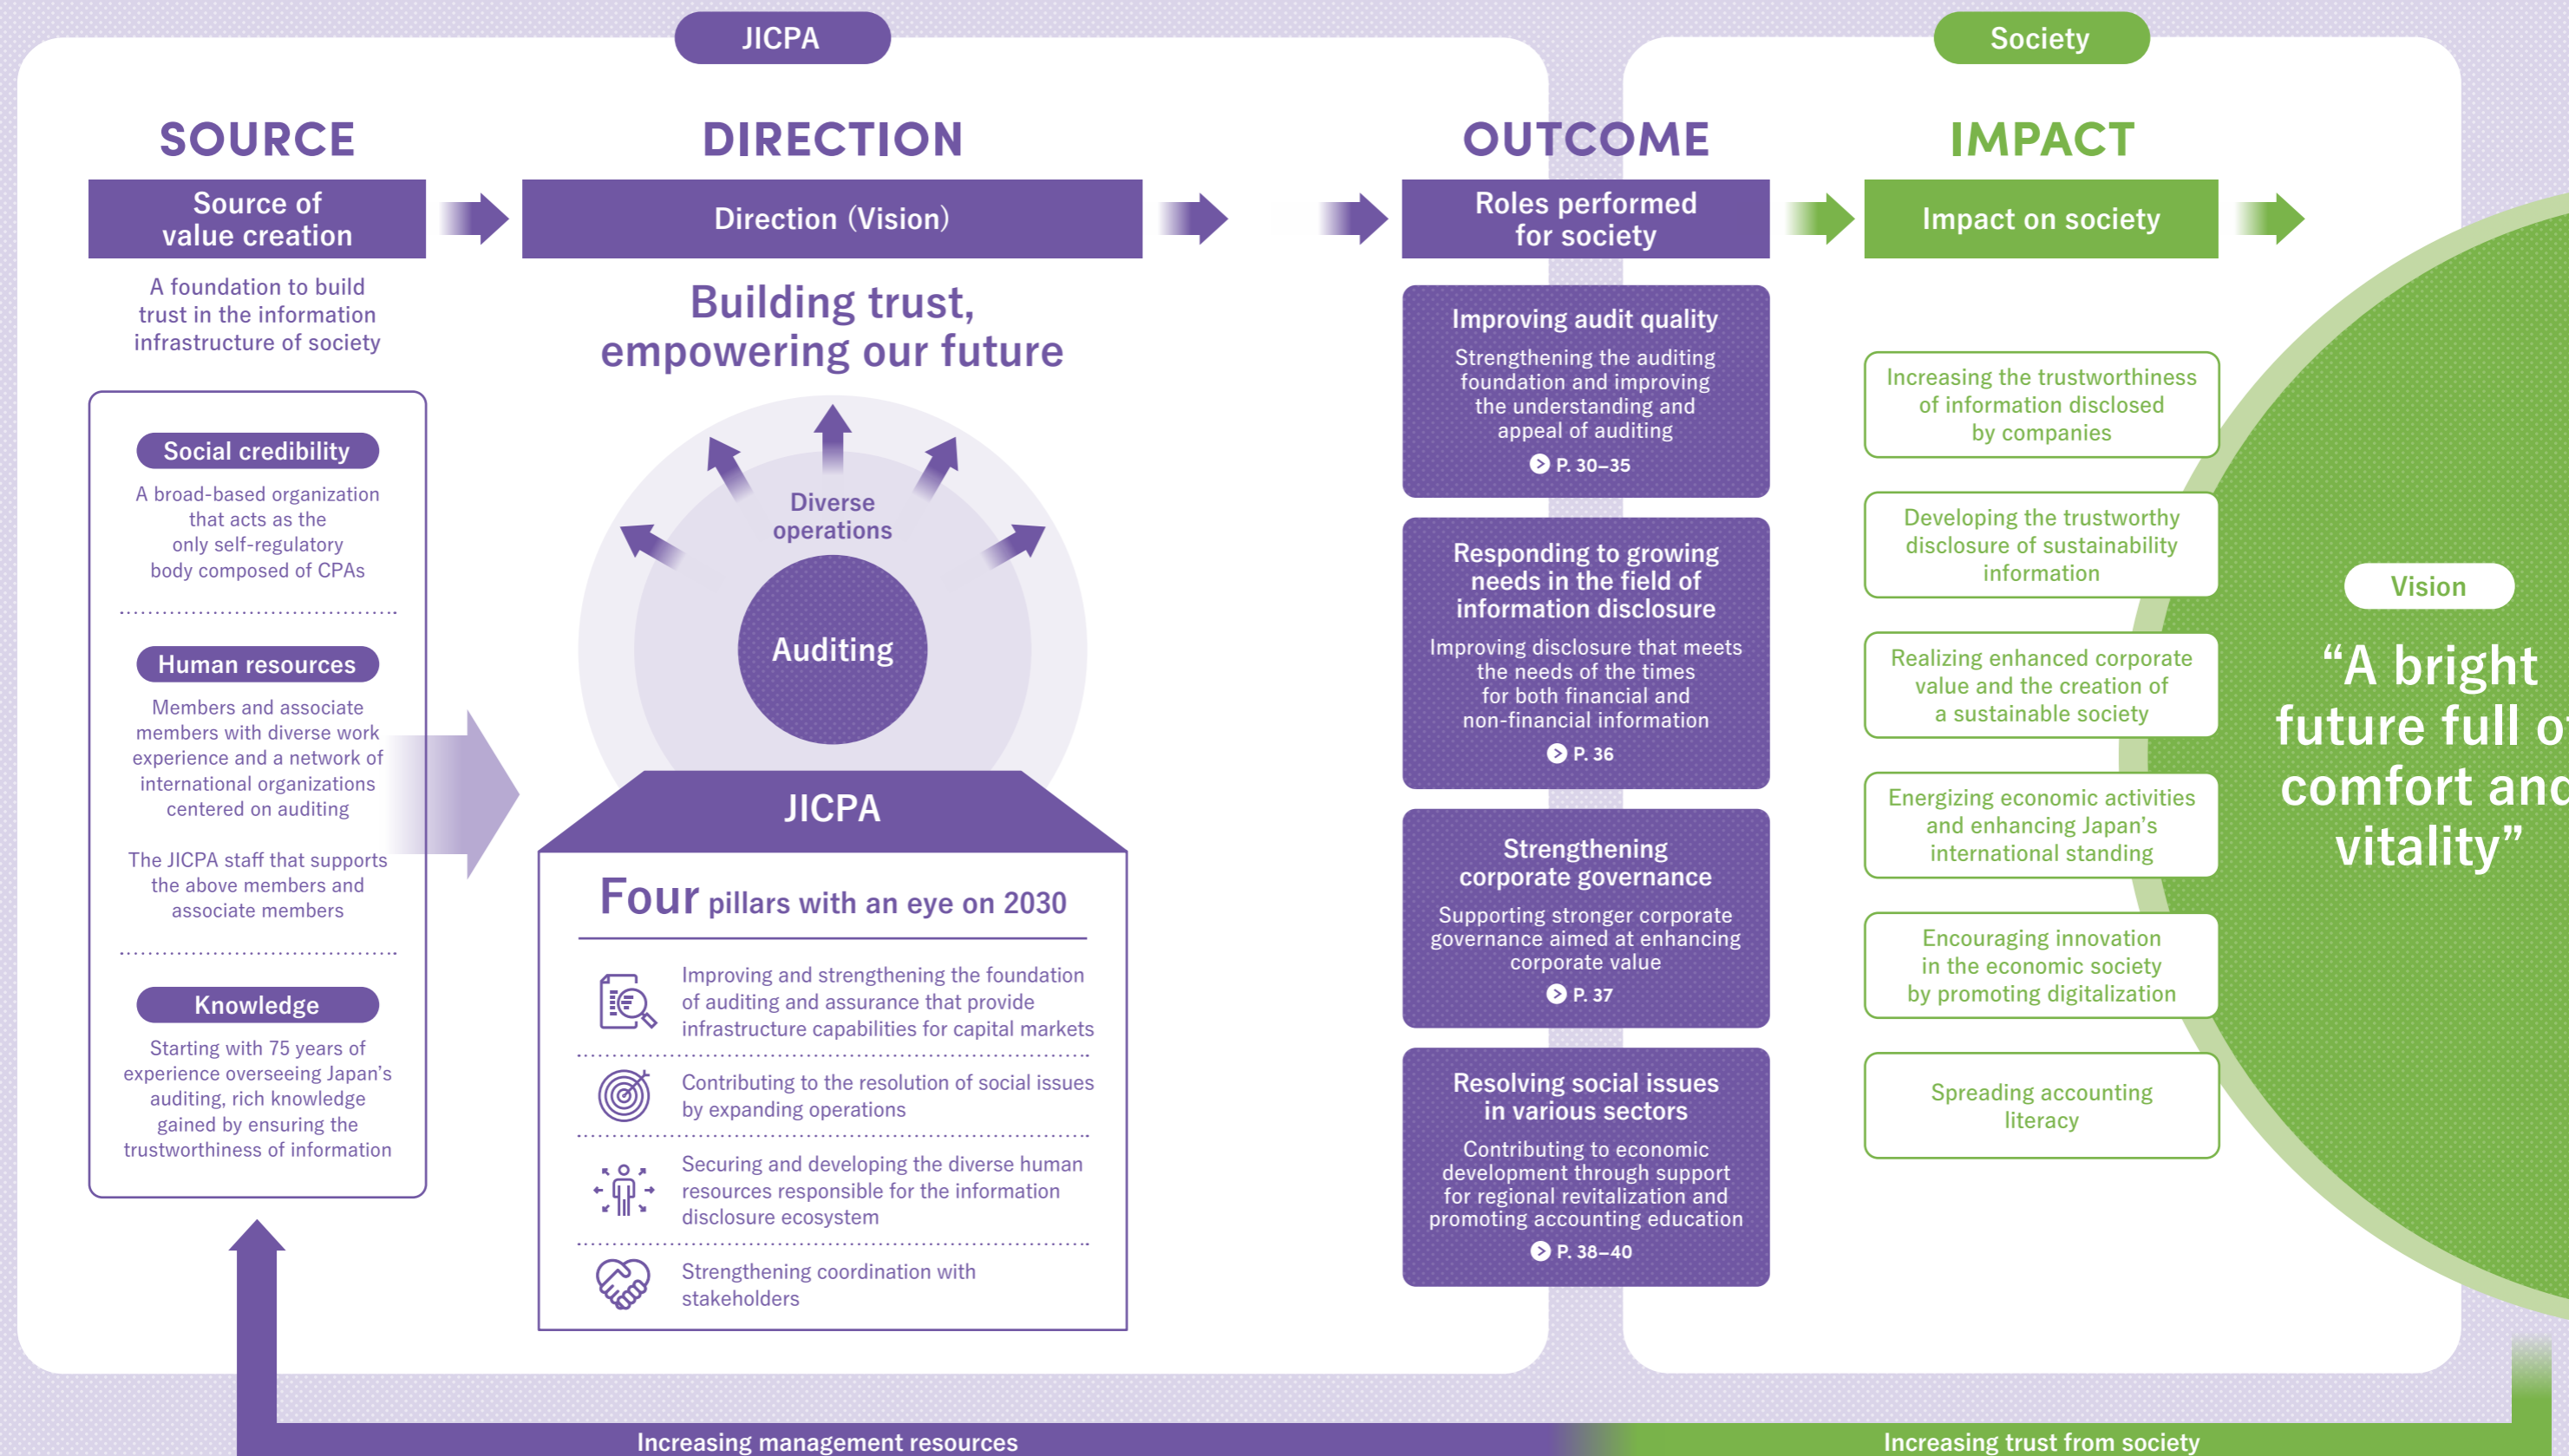 JICPA
Society
SOURCE
Source of
value creation
A foundation to build
trust in the information
infrastructure of society
Social credibility
A broad-based organization
that acts as the
only self-regulatory
body composed of CPAs
Human resources
Members and associate
members with diverse work
experience and a network of
international organizations
centered on auditing
The JICPA staff that supports
the above members and
associate members
Knowledge
Starting with 75 years of
experience overseeing Japan's
auditing, rich knowledge
gained by ensuring the
trustworthiness of information
DIRECTION
Direction (Vision)
Building trust,
empowering our future
Diverse
operations
Auditing
JICPA
Four pillars with an eye on 2030
Improving and strengthening the foundation
of auditing and assurance that provide
infrastructure capabilities for capital markets
Contributing to the resolution of social issues
by expanding operations
Securing and developing the diverse human
resources responsible for the information
disclosure ecosystem
Strengthening coordination with
stakeholders
OUTCOME
Roles performed
for society
Improving audit quality
Strengthening the auditing
foundation and improving
the understanding and
appeal of auditing
P. 30–35
Responding to growing
needs in the field of
information disclosure
Improving disclosure that meets
the needs of the times
for both financial and
non-financial information
P. 36
Strengthening
corporate governance
Supporting stronger corporate
governance aimed at enhancing
corporate value
P. 37
Resolving social issues
in various sectors
Contributing to economic
development through support
for regional revitalization and
promoting accounting education
P. 38–40
IMPACT
Impact on society
Increasing the trustworthiness
of information disclosed
by companies
Developing the trustworthy
disclosure of sustainability
information
Realizing enhanced corporate
value and the creation of
a sustainable society
Energizing economic activities
and enhancing Japan's
international standing
Encouraging innovation
in the economic society
by promoting digitalization
Spreading accounting
literacy
Vision
“A bright
future full of
comfort and
vitality”
Increasing management resources
Increasing trust from society